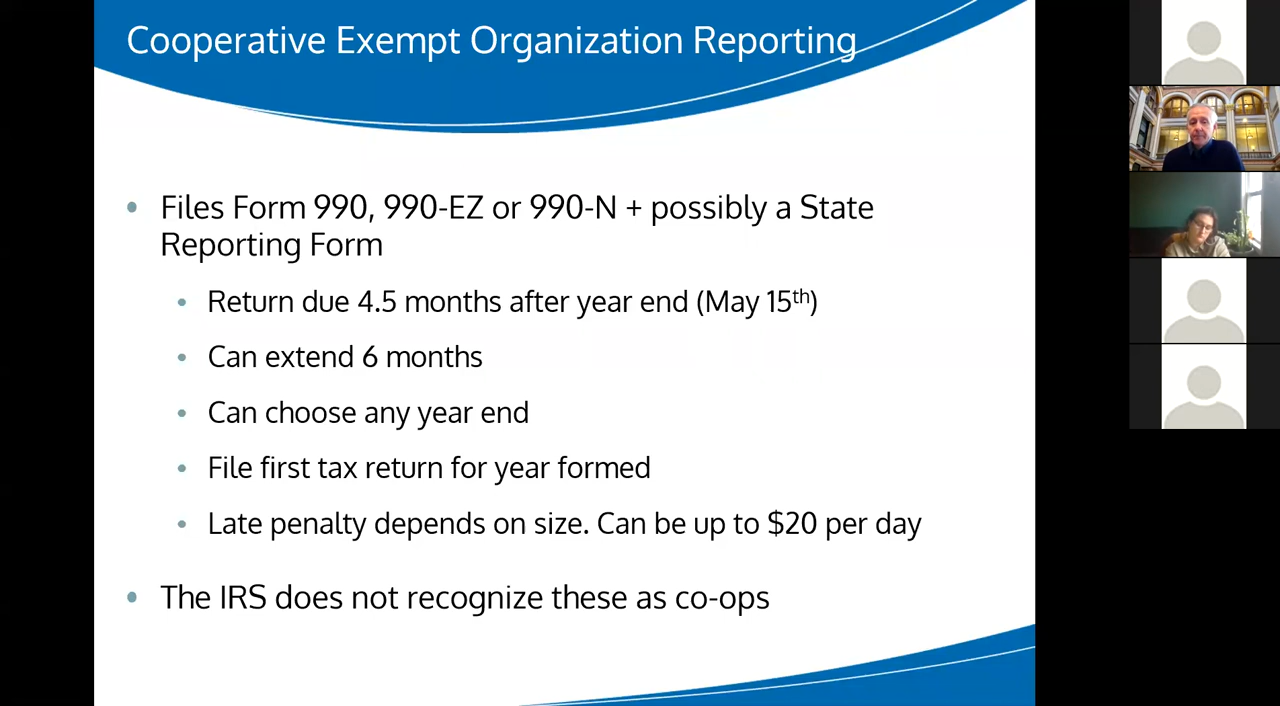 Cooperative Exempt Organization Reporting
• Files Form 990, 990-EZ or 990-N + possibly a State
Reporting Form
• Return due 4.5 months after year end (May 15th)
• Can extend 6 months
• Can choose any year end
• File first tax return for year formed
• Late penalty depends on size. Can be up to $20 per day
• The IRS does not recognize these as co-ops